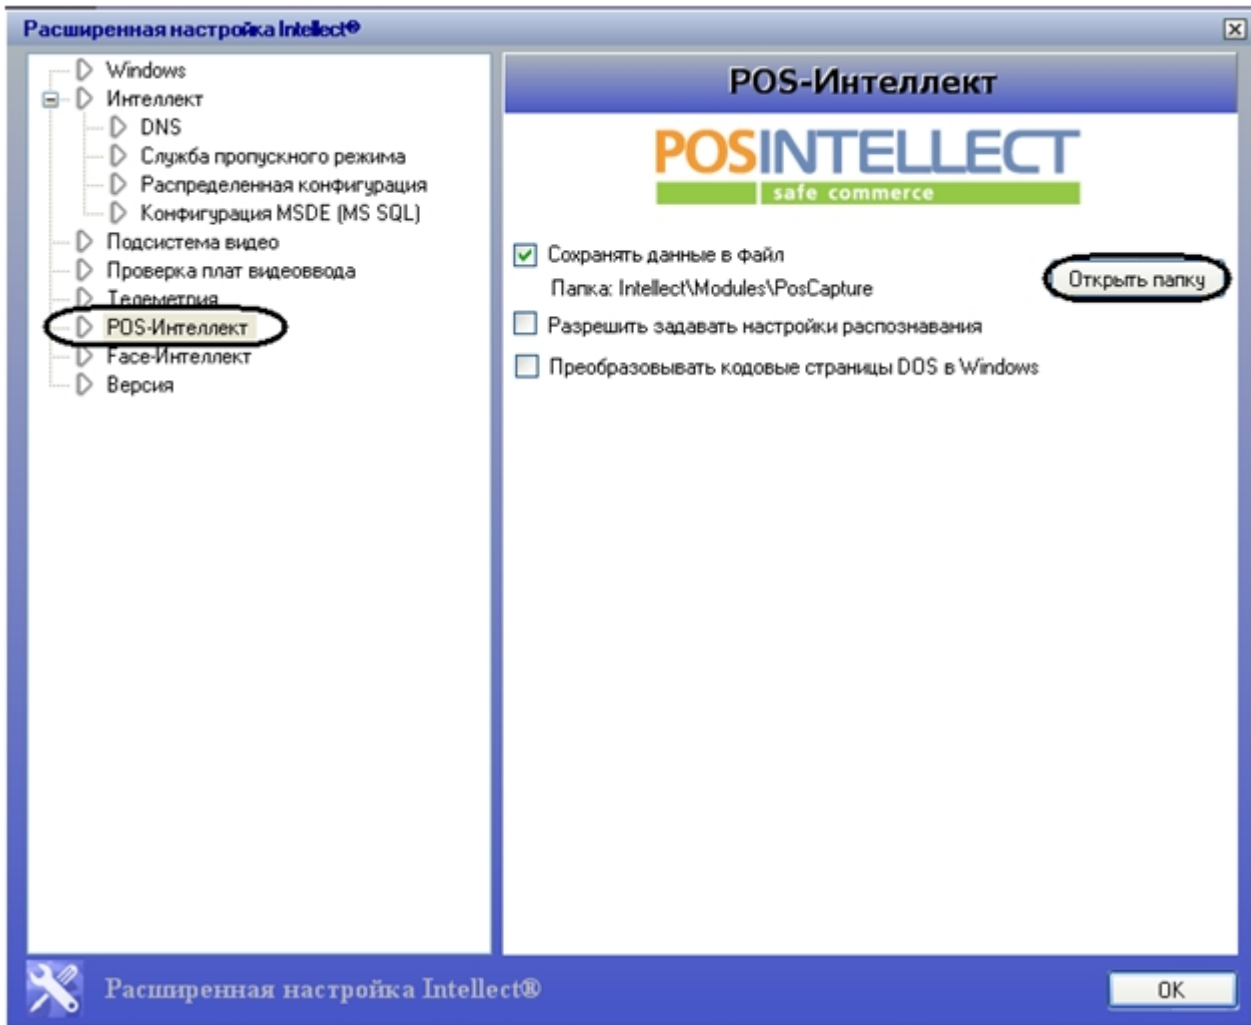 Расширенная настройка Intellect®
Windows
Интеллект
DNS
Служба пропускного режима
Распределенная конфигурация
Конфигурация MSDE (MS SQL)
Подсистема видео
Проверка плат видеоввода
Телеметрия
POS-Интеллект
Face-Интеллект
Версия
POS-Интеллект
POSINTELLECT
safe commerce
Сохранять данные в файл
Папка: Intellect\Modules\PosCapture
Открыть папку
Разрешить задавать настройки распознавания
Преобразовывать кодовые страницы DOS в Windows
Расширенная настройка Intellect®
OK